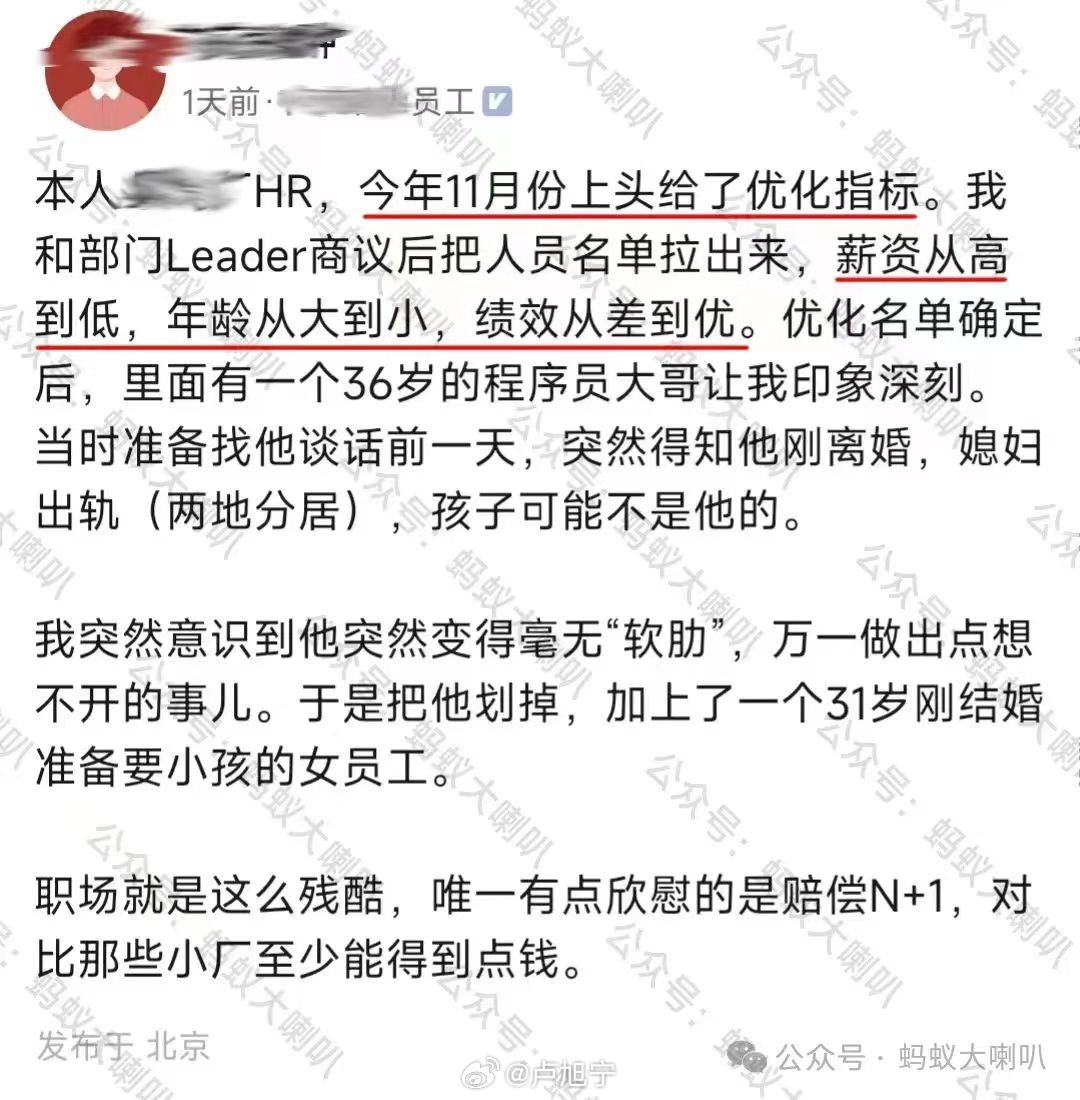 1天前· 员工
本人 HR，今年11月份上头给了优化指标。我
和部门Leader商议后把人员名单拉出来，薪资从高
到低，年龄从大到小，绩效从差到优。优化名单确定
后，里面有一个36岁的程序员大哥让我印象深刻。
当时准备找他谈话前一天，突然得知他刚离婚，媳妇
出轨（两地分居），孩子可能不是他的。
我突然意识到他突然变得毫无“软肋”，万一做出点想
不开的事儿。于是把他划掉，加上了一个31岁刚结婚
准备要小孩的女员工。
职场就是这么残酷，唯一有点欣慰的是赔偿N+1，对
比那些小厂至少能得到点钱。
发布于 北京
公众号 · 蚂蚁大喇叭
@卢旭宁
公众号：蚂蚁大喇叭